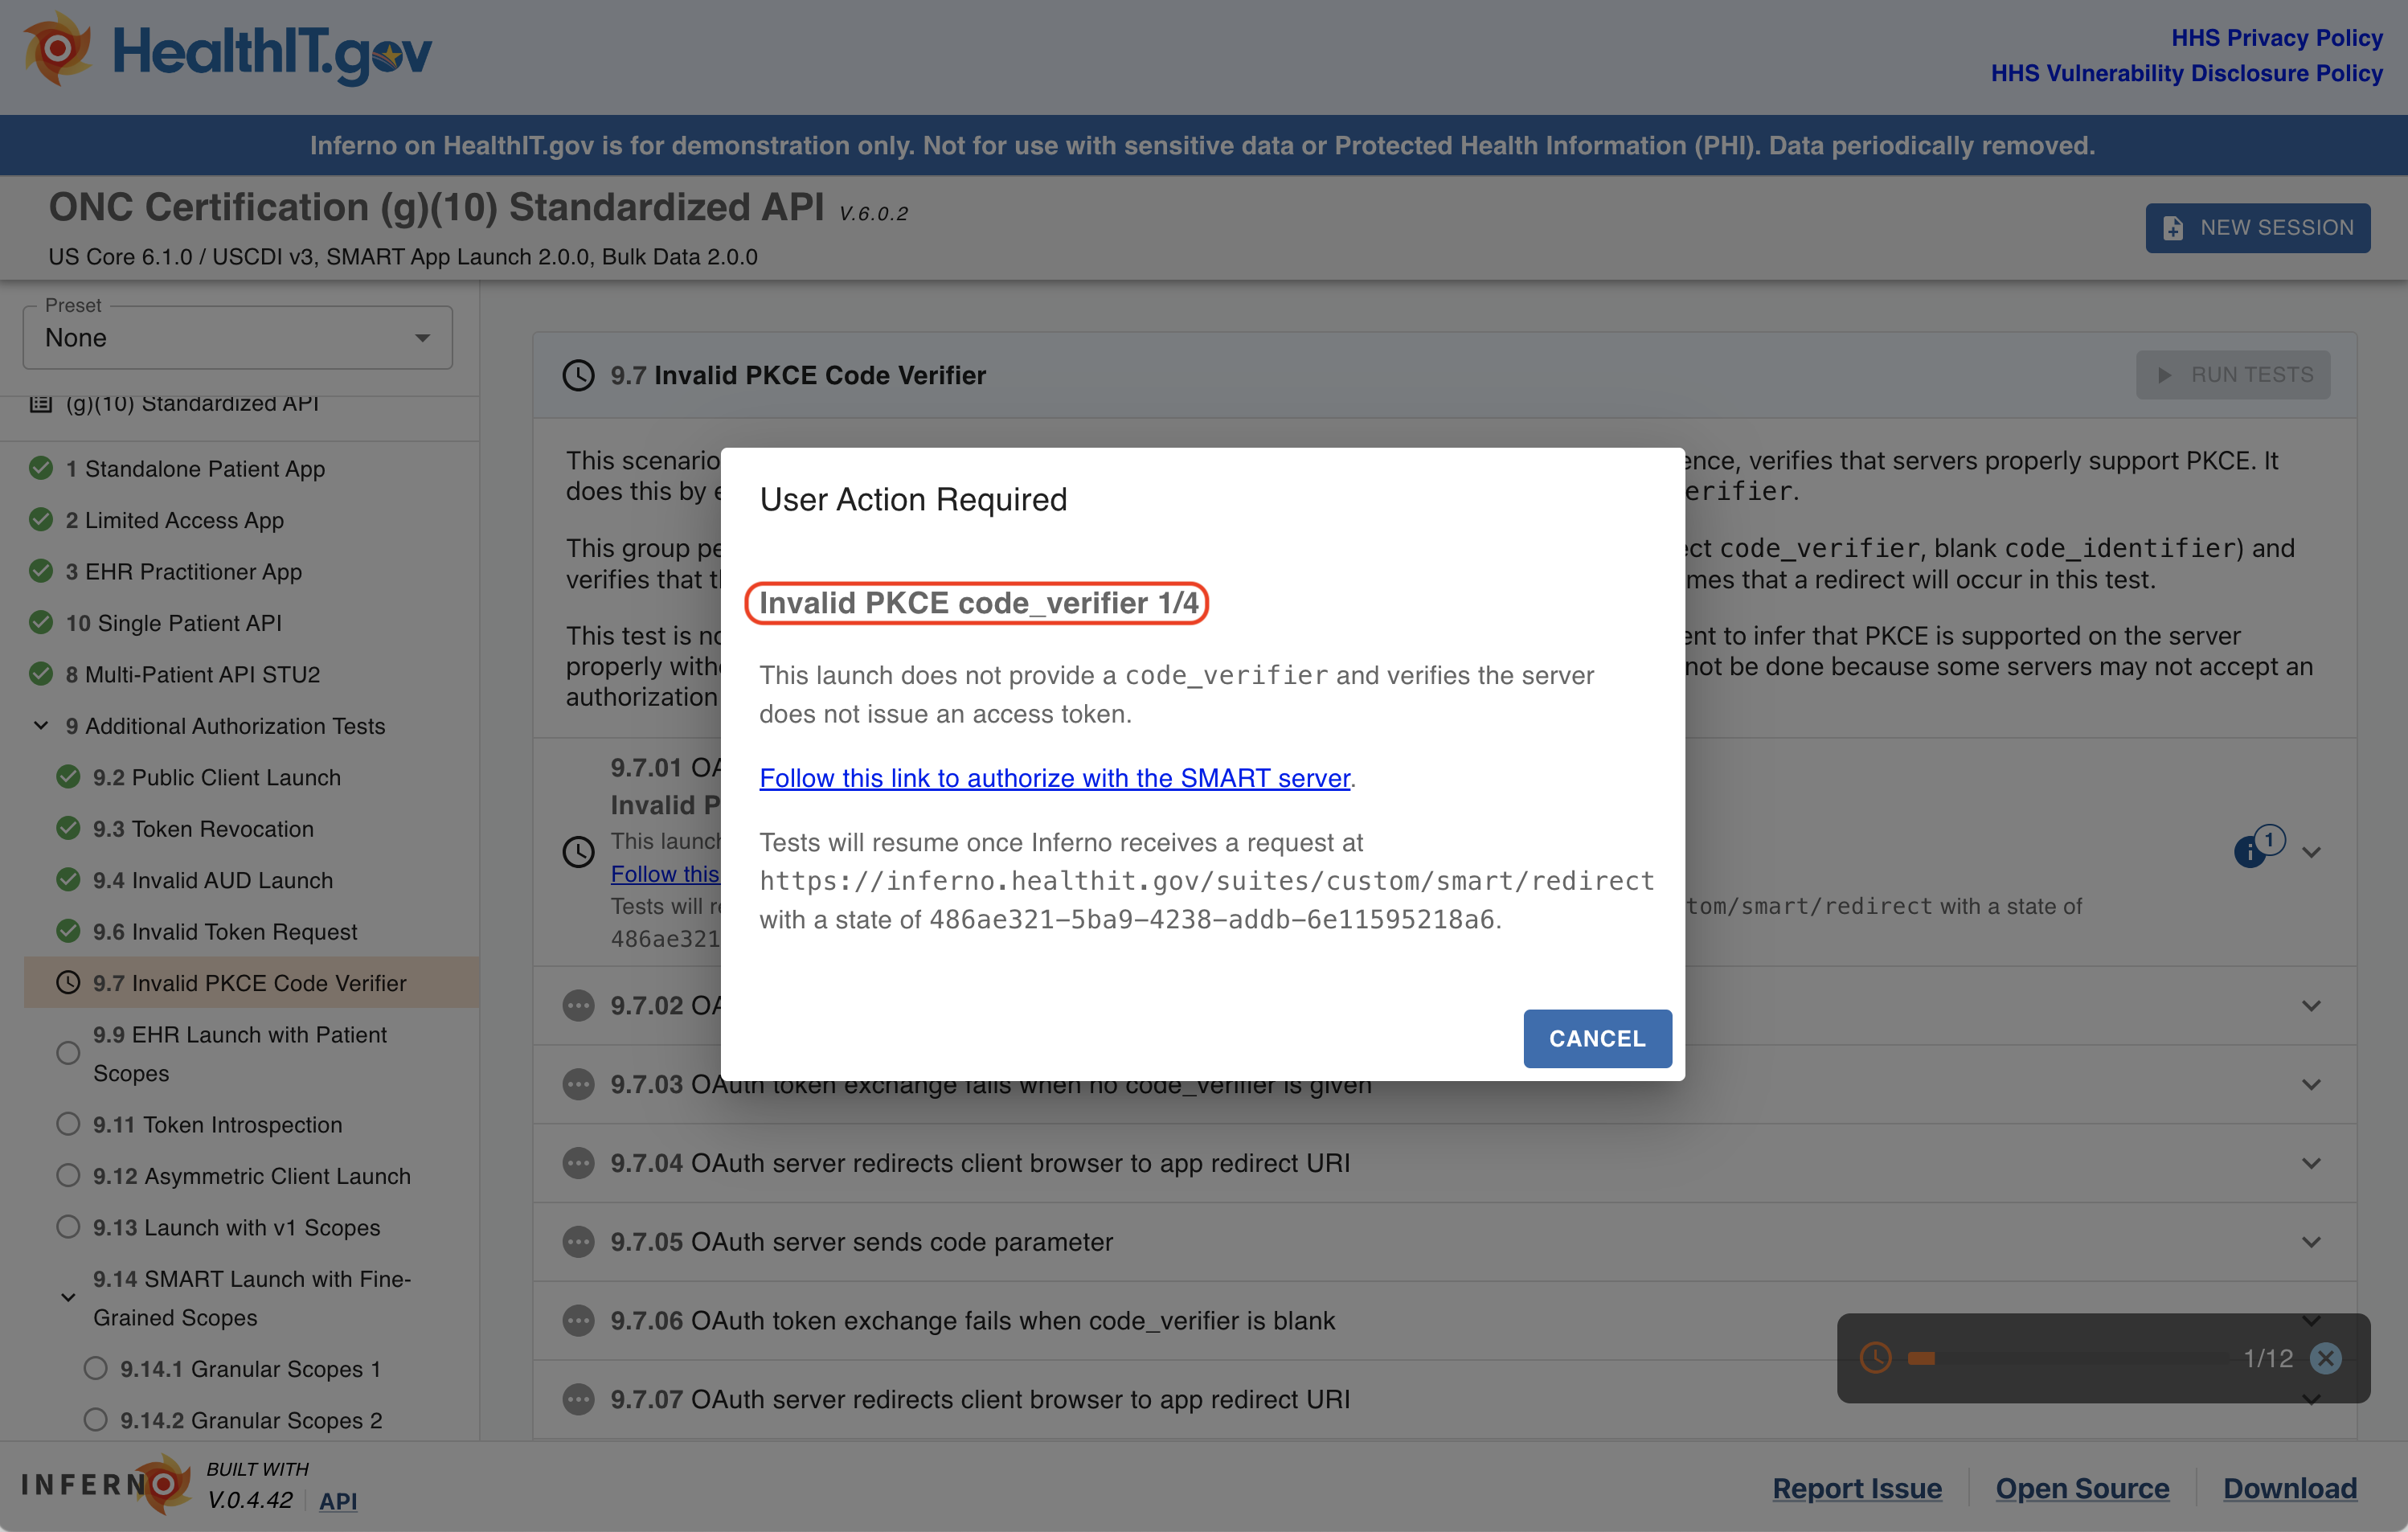 HealthIT.gov
HHS Privacy Policy
HHS Vulnerability Disclosure Policy
Inferno on HealthIT.gov is for demonstration only. Not for use with sensitive data or Protected Health Information (PHI). Data periodically removed.
ONC Certification (g)(10) Standardized API V.6.0.2
US Core 6.1.0 / USCDI v3, SMART App Launch 2.0.0, Bulk Data 2.0.0
NEW SESSION
Preset
None
(g)(10) Standardized API
1 Standalone Patient App
2 Limited Access App
3 EHR Practitioner App
10 Single Patient API
8 Multi-Patient API STU2
9 Additional Authorization Tests
9.2 Public Client Launch
9.3 Token Revocation
9.4 Invalid AUD Launch
9.6 Invalid Token Request
9.7 Invalid PKCE Code Verifier
9.9 EHR Launch with Patient
Scopes
9.11 Token Introspection
9.12 Asymmetric Client Launch
9.13 Launch with v1 Scopes
9.14 SMART Launch with Fine-
Grained Scopes
9.14.1 Granular Scopes 1
9.14.2 Granular Scopes 2
9.7 Invalid PKCE Code Verifier
RUN TESTS
This scenario ence, verifies that servers properly support PKCE. It
does this by e erifier.
This group pe ect code_verifier, blank code_identifier) and
verifies that t mes that a redirect will occur in this test.
This test is no ent to infer that PKCE is supported on the server
properly with not be done because some servers may not accept an
authorization
User Action Required
Invalid PKCE code_verifier 1/4
This launch does not provide a code_verifier and verifies the server
does not issue an access token.
Follow this link to authorize with the SMART server.
Tests will resume once Inferno receives a request at
https://inferno.healthit.gov/suites/custom/smart/redirect
with a state of 486ae321-5ba9-4238-addb-6e11595218a6.
CANCEL
9.7.01 OA
Invalid P
This launch
Follow this
Tests will re tom/smart/redirect with a state of
486ae321
1
9.7.02 OA
9.7.03 OAuth token exchange fails when no code_verifier is given
9.7.04 OAuth server redirects client browser to app redirect URI
9.7.05 OAuth server sends code parameter
9.7.06 OAuth token exchange fails when code_verifier is blank
9.7.07 OAuth server redirects client browser to app redirect URI
1/12
INFERNO
BUILT WITH
V.0.4.42
API
Report Issue
Open Source
Download